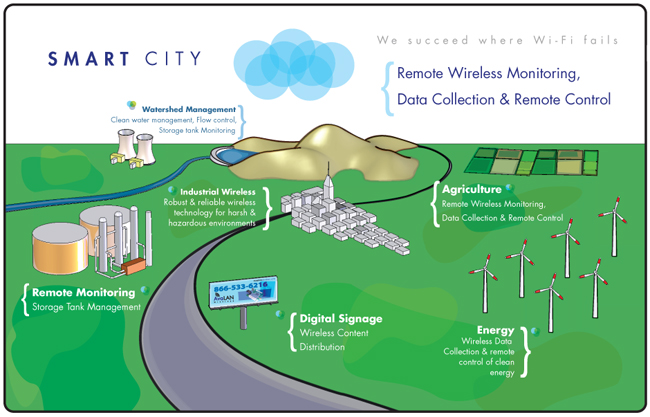 We succeed where Wi-Fi fails
SMART CITY
Remote Wireless Monitoring,
Data Collection & Remote Control
Watershed Management
Clean water management, Flow control,
Storage tank Monitoring
Industrial Wireless
Robust & reliable wireless
technology for harsh &
hazardous environments
Agriculture
Remote Wireless Monitoring,
Data Collection & Remote Control
Remote Monitoring
Storage Tank Management
866-533-6216
AvaLAN
WIRELESS
Digital Signage
Wireless Content
Distribution
Energy
Wireless Data
Collection & remote
control of clean
energy